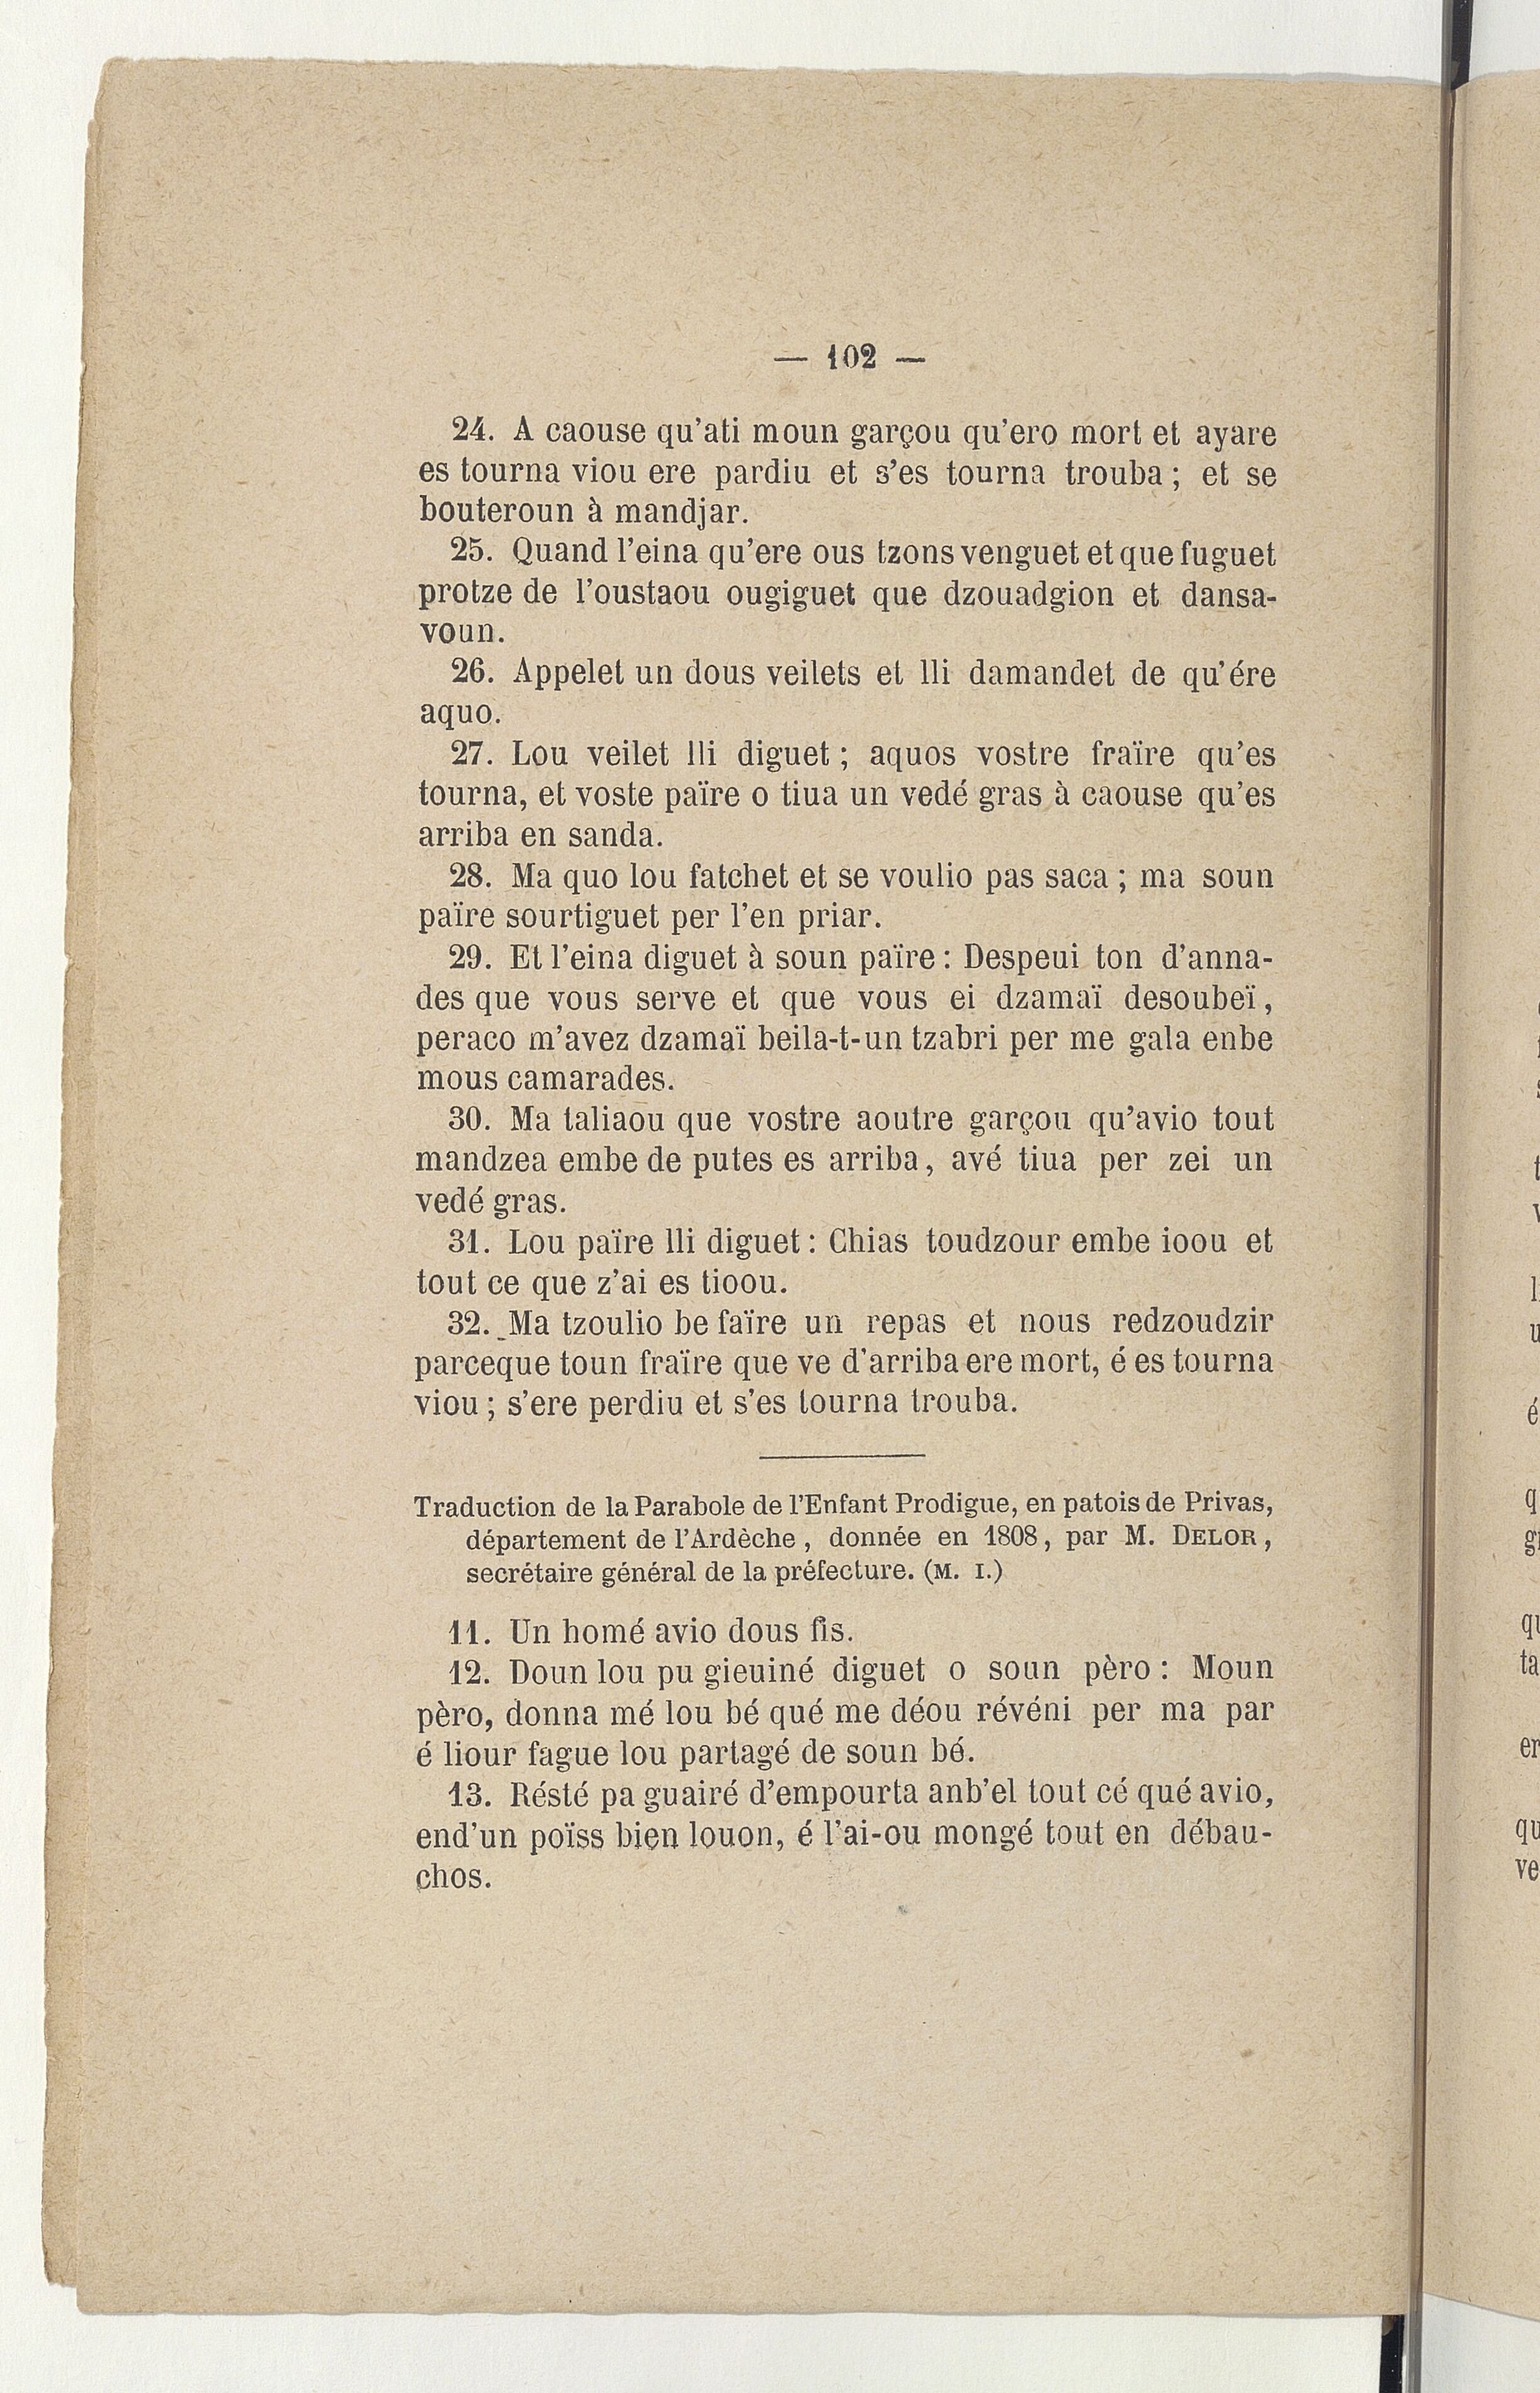 — 102 —
24. A caouse qu'ati moun garçou qu'ero mort et ayare
es tourna viou ere pardiu et s'es tourna trouba ; et se
bouteroun à mandjar.
25. Quand l'eina qu'ere ous tzons venguet et que fuguet
protze de l'oustaou ougiguet que dzouadgion et dansa-
voun.
26. Appelet un dous veilets et lli damandet de qu'ére
aquo.
27. Lou veilet lli diguet ; aquos vostre fraïre qu'es
tourna, et voste païre o tiua un vedé gras à caouse qu'es
arriba en sanda.
28. Ma quo lou fatchet et se voulio pas saca ; ma soun
païre sourtiguet per l'en priar.
29. Et l'eina diguet à soun païre : Despeui ton d'anna-
des que vous serve et que vous ei dzamaï desoubeï,
peraco m'avez dzamaï beila-t-un tzabri per me gala enbe
mous camarades.
30. Ma taliaou que vostre aoutre garçou qu'avio tout
mandzea embe de putes es arriba, avé tiua per zei un
vedé gras.
31. Lou païre lli diguet : Chias toudzour embe ioou et
tout ce que z'ai es tioou.
32. Ma tzoulio be faïre un repas et nous redzoudzir
parceque toun fraïre que ve d'arriba ere mort, é es tourna
viou ; s'ere perdiu et s'es tourna trouba.
Traduction de la Parabole de l'Enfant Prodigue, en patois de Privas,
département de l'Ardèche, donnée en 1808, par M. DELOR,
secrétaire général de la préfecture. (M. I.)
11. Un homé avio dous fis.
12. Doun lou pu gieuiné diguet o soun pèro : Moun
pèro, donna mé lou bé qué me déou révéni per ma par
é liour fague lou partagé de soun bé.
13. Résté pa guairé d'empourta anb'el tout cé qué avio,
end'un poïss bien louon, é l'ai-ou mongé tout en débau-
chos.